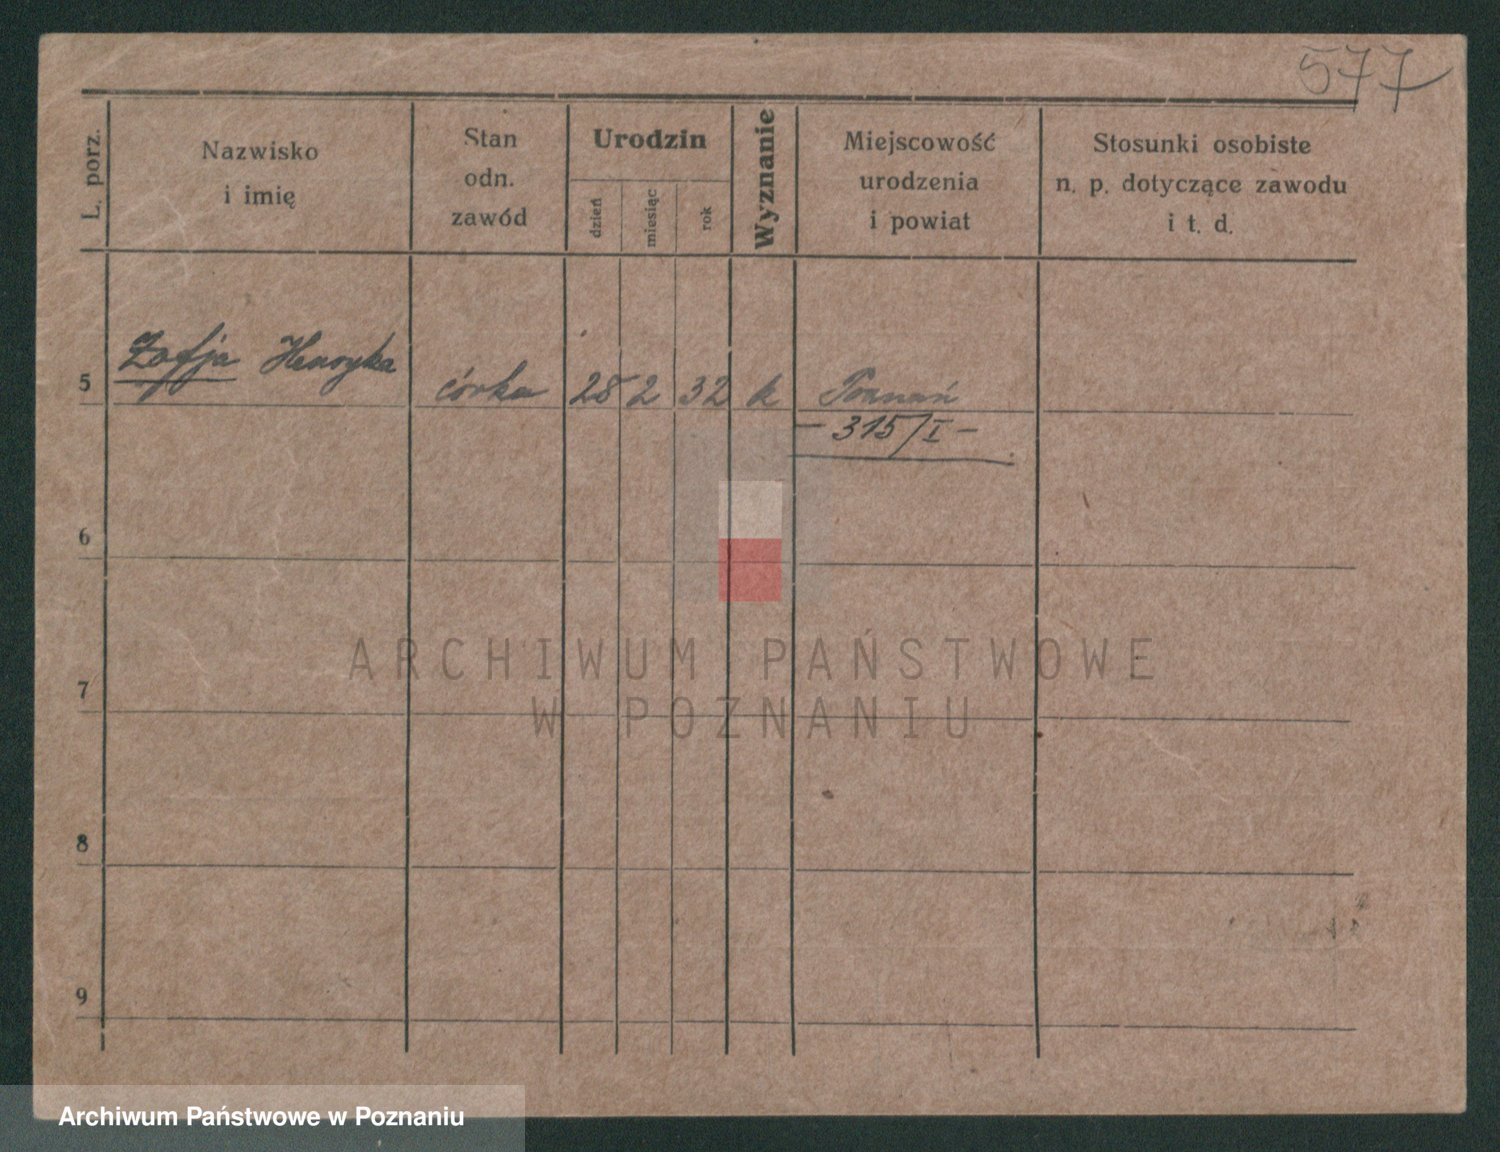 577
L. porz.
Nazwisko
i imię
Stan
odn.
zawód
Urodzin
dzień
miesiąc
rok
Wyznanie
Miejscowość
urodzenia
i powiat
Stosunki osobiste
n. p. dotyczące zawodu
i t. d.
5 Zofja Henryka córka 28 2 32 k Poznań
- 315/I -
6
7
8
9
ARCHIWUM PAŃSTWOWE
W POZNANIU
Archiwum Państwowe w Poznaniu